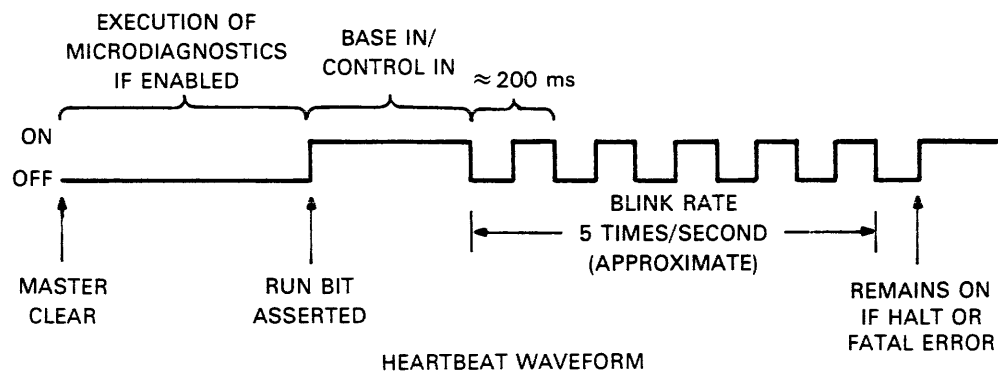 EXECUTION OF
MICRODIAGNOSTICS
IF ENABLED
BASE IN/
CONTROL IN
≈ 200 ms
ON
OFF
BLINK RATE
5 TIMES/SECOND
(APPROXIMATE)
MASTER
CLEAR
RUN BIT
ASSERTED
REMAINS ON
IF HALT OR
FATAL ERROR
HEARTBEAT WAVEFORM